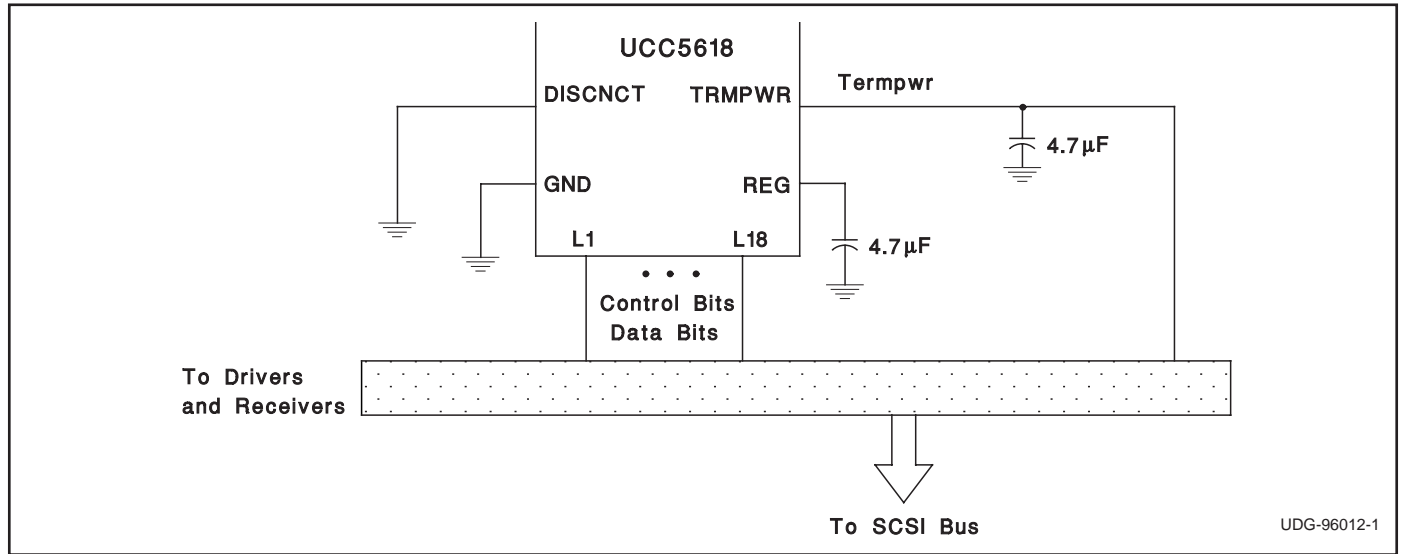 UCC5618
DISCNCT
TRMPWR
Termpwr
4.7µF
GND
REG
4.7µF
L1
L18
• • •
Control Bits
Data Bits
To Drivers
and Receivers
To SCSI Bus
UDG-96012-1